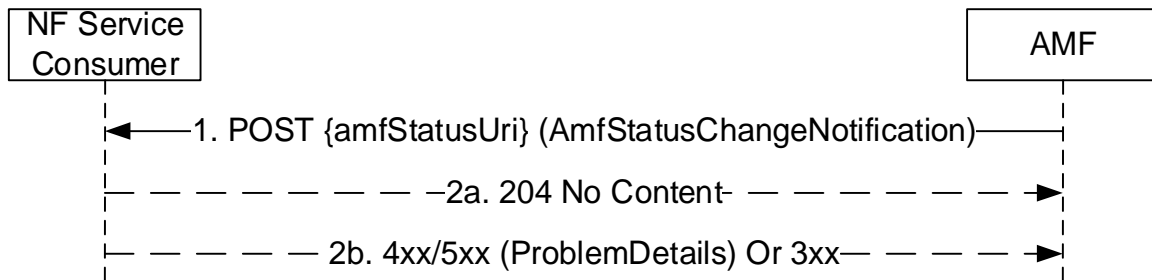 NF Service
Consumer
AMF
1. POST {amfStatusUri} (AmfStatusChangeNotification)
2a. 204 No Content
2b. 4xx/5xx (ProblemDetails) Or 3xx